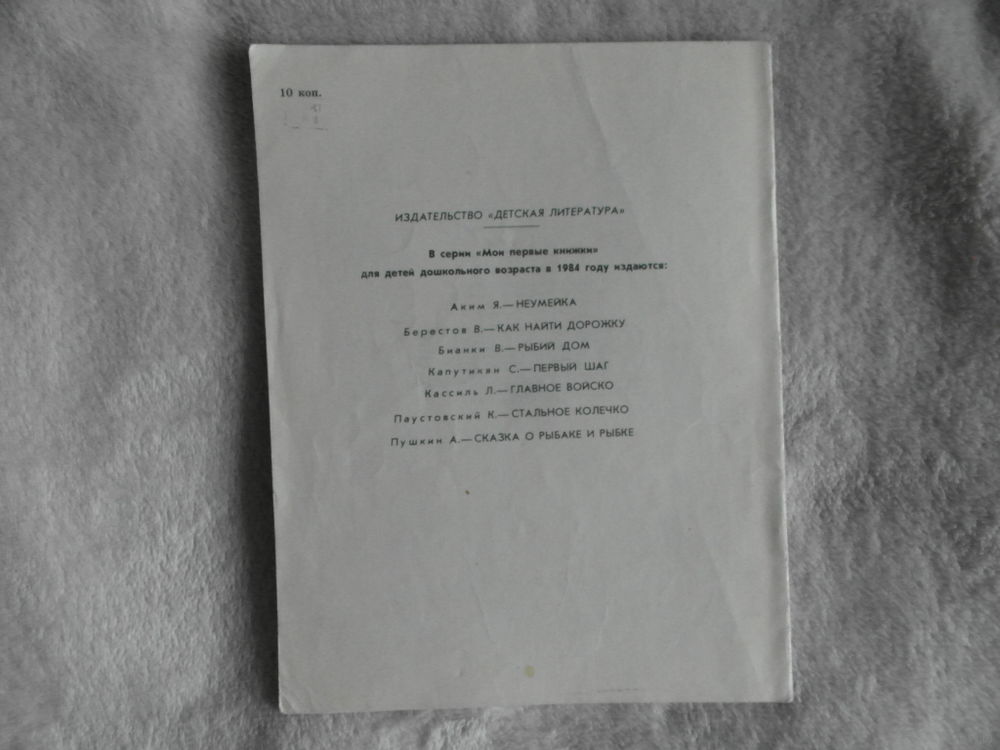 10 коп.
ИЗДАТЕЛЬСТВО «ДЕТСКАЯ ЛИТЕРАТУРА»
В серии «Мои первые книжки»
для детей дошкольного возраста в 1984 году издаются:
Аким Я.—НЕУМЕЙКА
Берестов В.—КАК НАЙТИ ДОРОЖКУ
Бианки В.—РЫБИЙ ДОМ
Капутикян С.—ПЕРВЫЙ ШАГ
Кассиль Л.—ГЛАВНОЕ ВОЙСКО
Паустовский К.—СТАЛЬНОЕ КОЛЕЧКО
Пушкин А.—СКАЗКА О РЫБАКЕ И РЫБКЕ